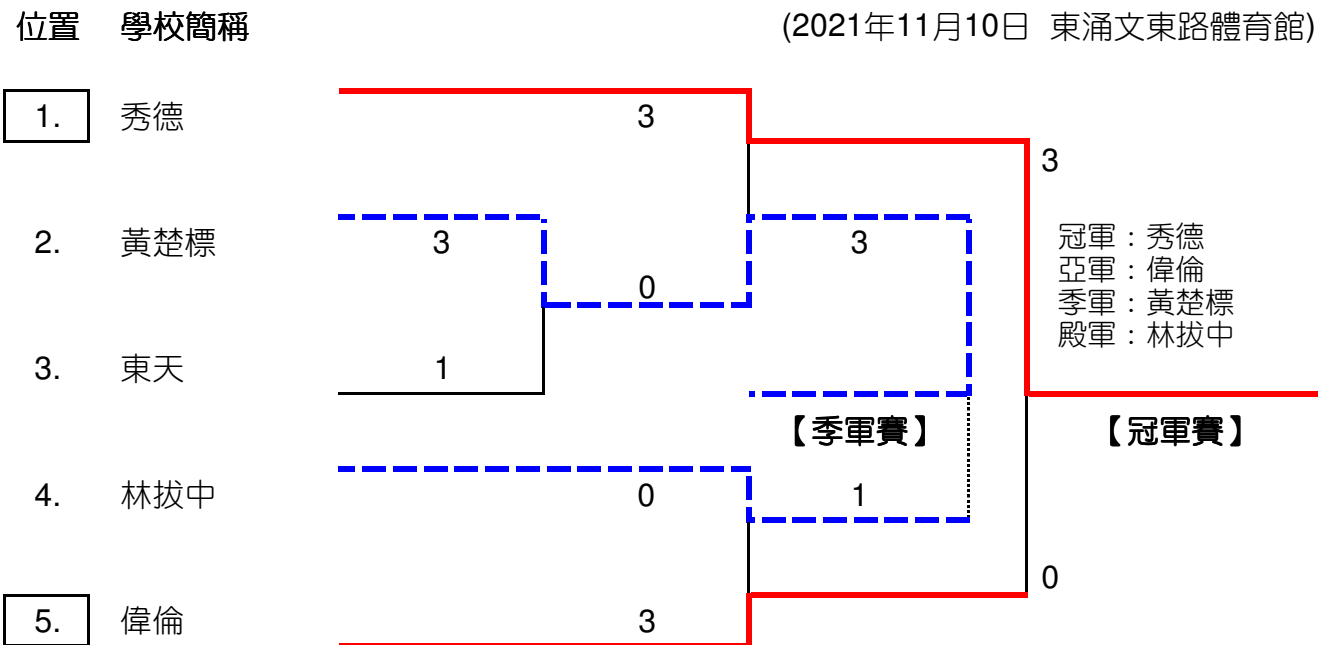 位置 學校簡稱 (2021年11月10日 東涌文東路體育館)
1. 秀德 3
3
2. 黃楚標 3 3
冠軍：秀德
亞軍：偉倫
0
季軍：黃楚標
殿軍：林拔中
3. 東天 1
【季軍賽】 【冠軍賽】
4. 林拔中 0 1
0
5. 偉倫 3